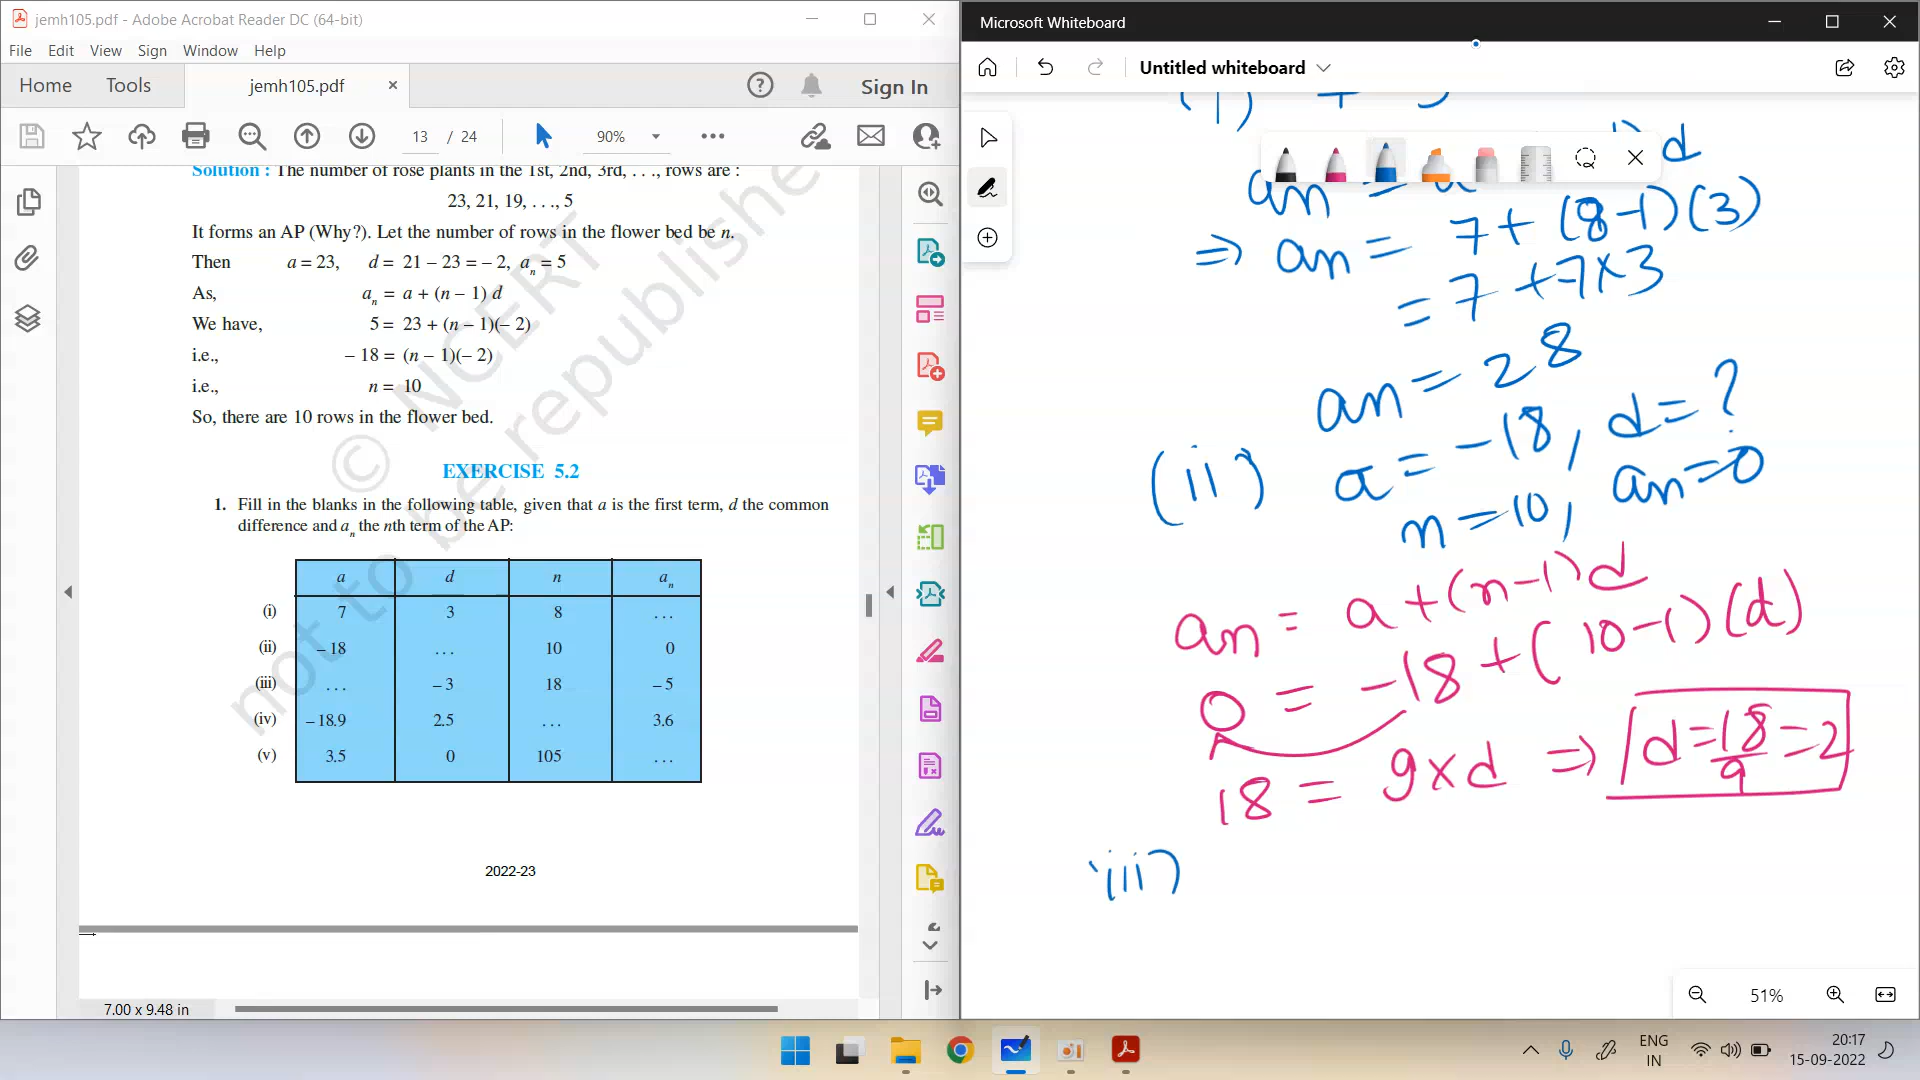 jemh105.pdf - Adobe Acrobat Reader DC (64-bit)
File Edit View Sign Window Help
Home Tools jemh105.pdf × ? Sign In
13 / 24 90%
Solution : The number of rose plants in the 1st, 2nd, 3rd, . . ., rows are :
23, 21, 19, . . ., 5
It forms an AP (Why?). Let the number of rows in the flower bed be n.
Then a = 23, d = 21 – 23 = – 2, an = 5
As, an = a + (n – 1) d
We have, 5 = 23 + (n – 1)(– 2)
i.e., – 18 = (n – 1)(– 2)
i.e., n = 10
So, there are 10 rows in the flower bed.
EXERCISE 5.2
1. Fill in the blanks in the following table, given that a is the first term, d the common
difference and an the nth term of the AP:
a d n an
(i) 7 3 8 . . .
(ii) – 18 . . . 10 0
(iii) . . . – 3 18 – 5
(iv) – 18.9 2.5 . . . 3.6
(v) 3.5 0 105 . . .
© NCERT
not to be republishe
2022-23
7.00 x 9.48 in
Microsoft Whiteboard
Untitled whiteboard
an = a
d
⇒ an = 7 + (8-1)(3)
= 7 + 7×3
an = 28
(ii) a = -18, d = ?
n = 10, an = 0
an = a + (n-1)d
0 = -18 + (10-1)(d)
18 = 9×d ⇒ d = 18/9 = 2
iii)
51%
ENG
IN
20:17
15-09-2022